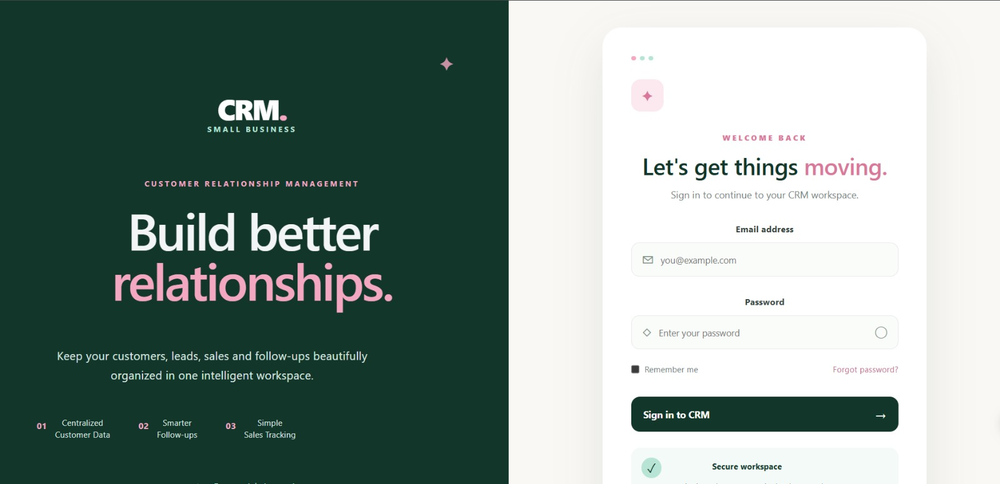 CRM.
SMALL BUSINESS
CUSTOMER RELATIONSHIP MANAGEMENT
Build better
relationships.
Keep your customers, leads, sales and follow-ups beautifully
organized in one intelligent workspace.
01 Centralized
Customer Data
02 Smarter
Follow-ups
03 Simple
Sales Tracking
WELCOME BACK
Let's get things moving.
Sign in to continue to your CRM workspace.
Email address
you@example.com
Password
Enter your password
Remember me
Forgot password?
Sign in to CRM →
Secure workspace